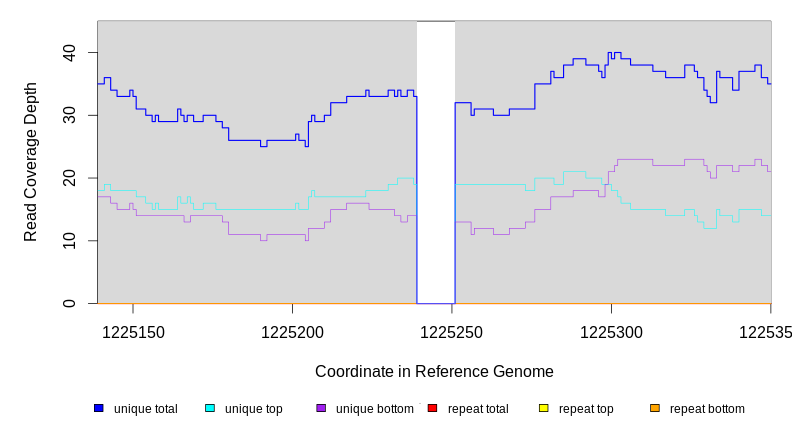 Read Coverage Depth
40
30
20
10
0
1225150 1225200 1225250 1225300 122535
Coordinate in Reference Genome
unique total unique top unique bottom repeat total repeat top repeat bottom